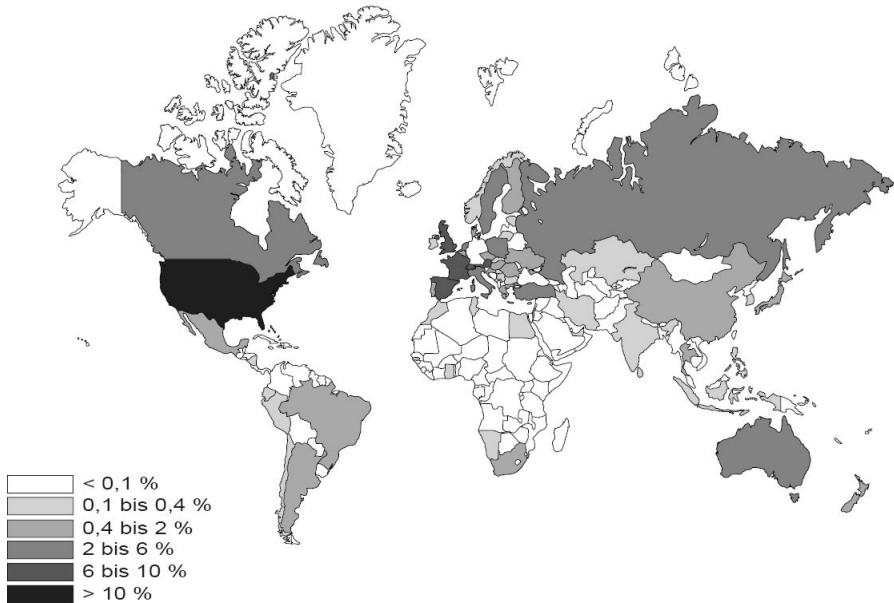 < 0,1 %
0,1 bis 0,4 %
0,4 bis 2 %
2 bis 6 %
6 bis 10 %
> 10 %